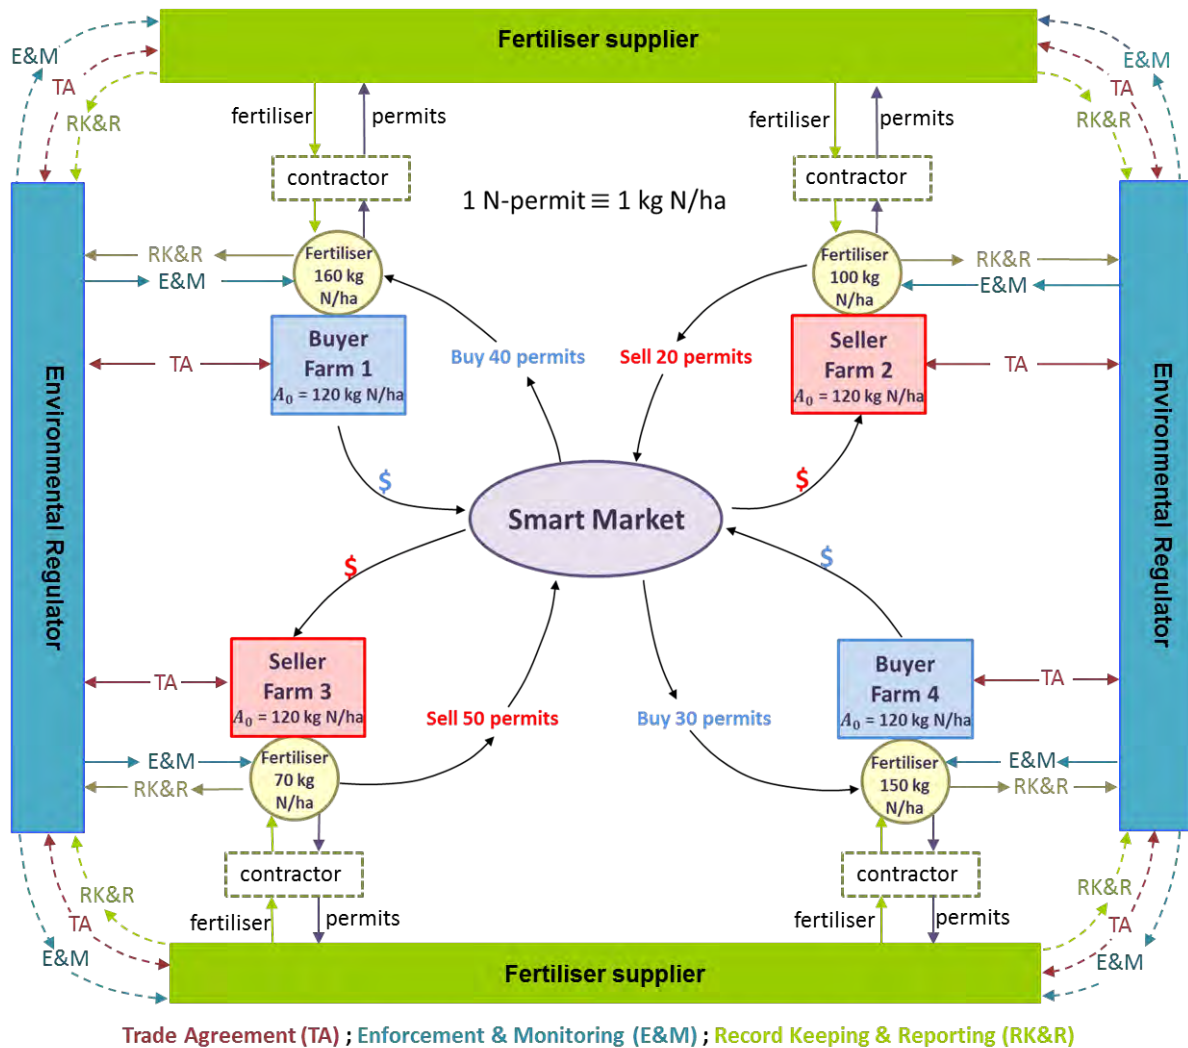 Fertiliser supplier
E&M
TA
RK&R
E&M
TA
RK&R
fertiliser
permits
fertiliser
permits
contractor
contractor
1 N-permit ≡ 1 kg N/ha
RK&R
E&M
Fertiliser
160 kg
N/ha
Fertiliser
100 kg
N/ha
RK&R
E&M
TA
Buyer
Farm 1
A₀ = 120 kg N/ha
Buy 40 permits
Sell 20 permits
Seller
Farm 2
A₀ = 120 kg N/ha
TA
Environmental Regulator
Environmental Regulator
$
$
Smart Market
$
$
TA
Seller
Farm 3
A₀ = 120 kg N/ha
Sell 50 permits
Buy 30 permits
Buyer
Farm 4
A₀ = 120 kg N/ha
TA
E&M
RK&R
Fertiliser
70 kg
N/ha
Fertiliser
150 kg
N/ha
E&M
RK&R
contractor
contractor
fertiliser
permits
fertiliser
permits
RK&R
TA
E&M
RK&R
TA
E&M
Fertiliser supplier
Trade Agreement (TA) ; Enforcement & Monitoring (E&M) ; Record Keeping & Reporting (RK&R)